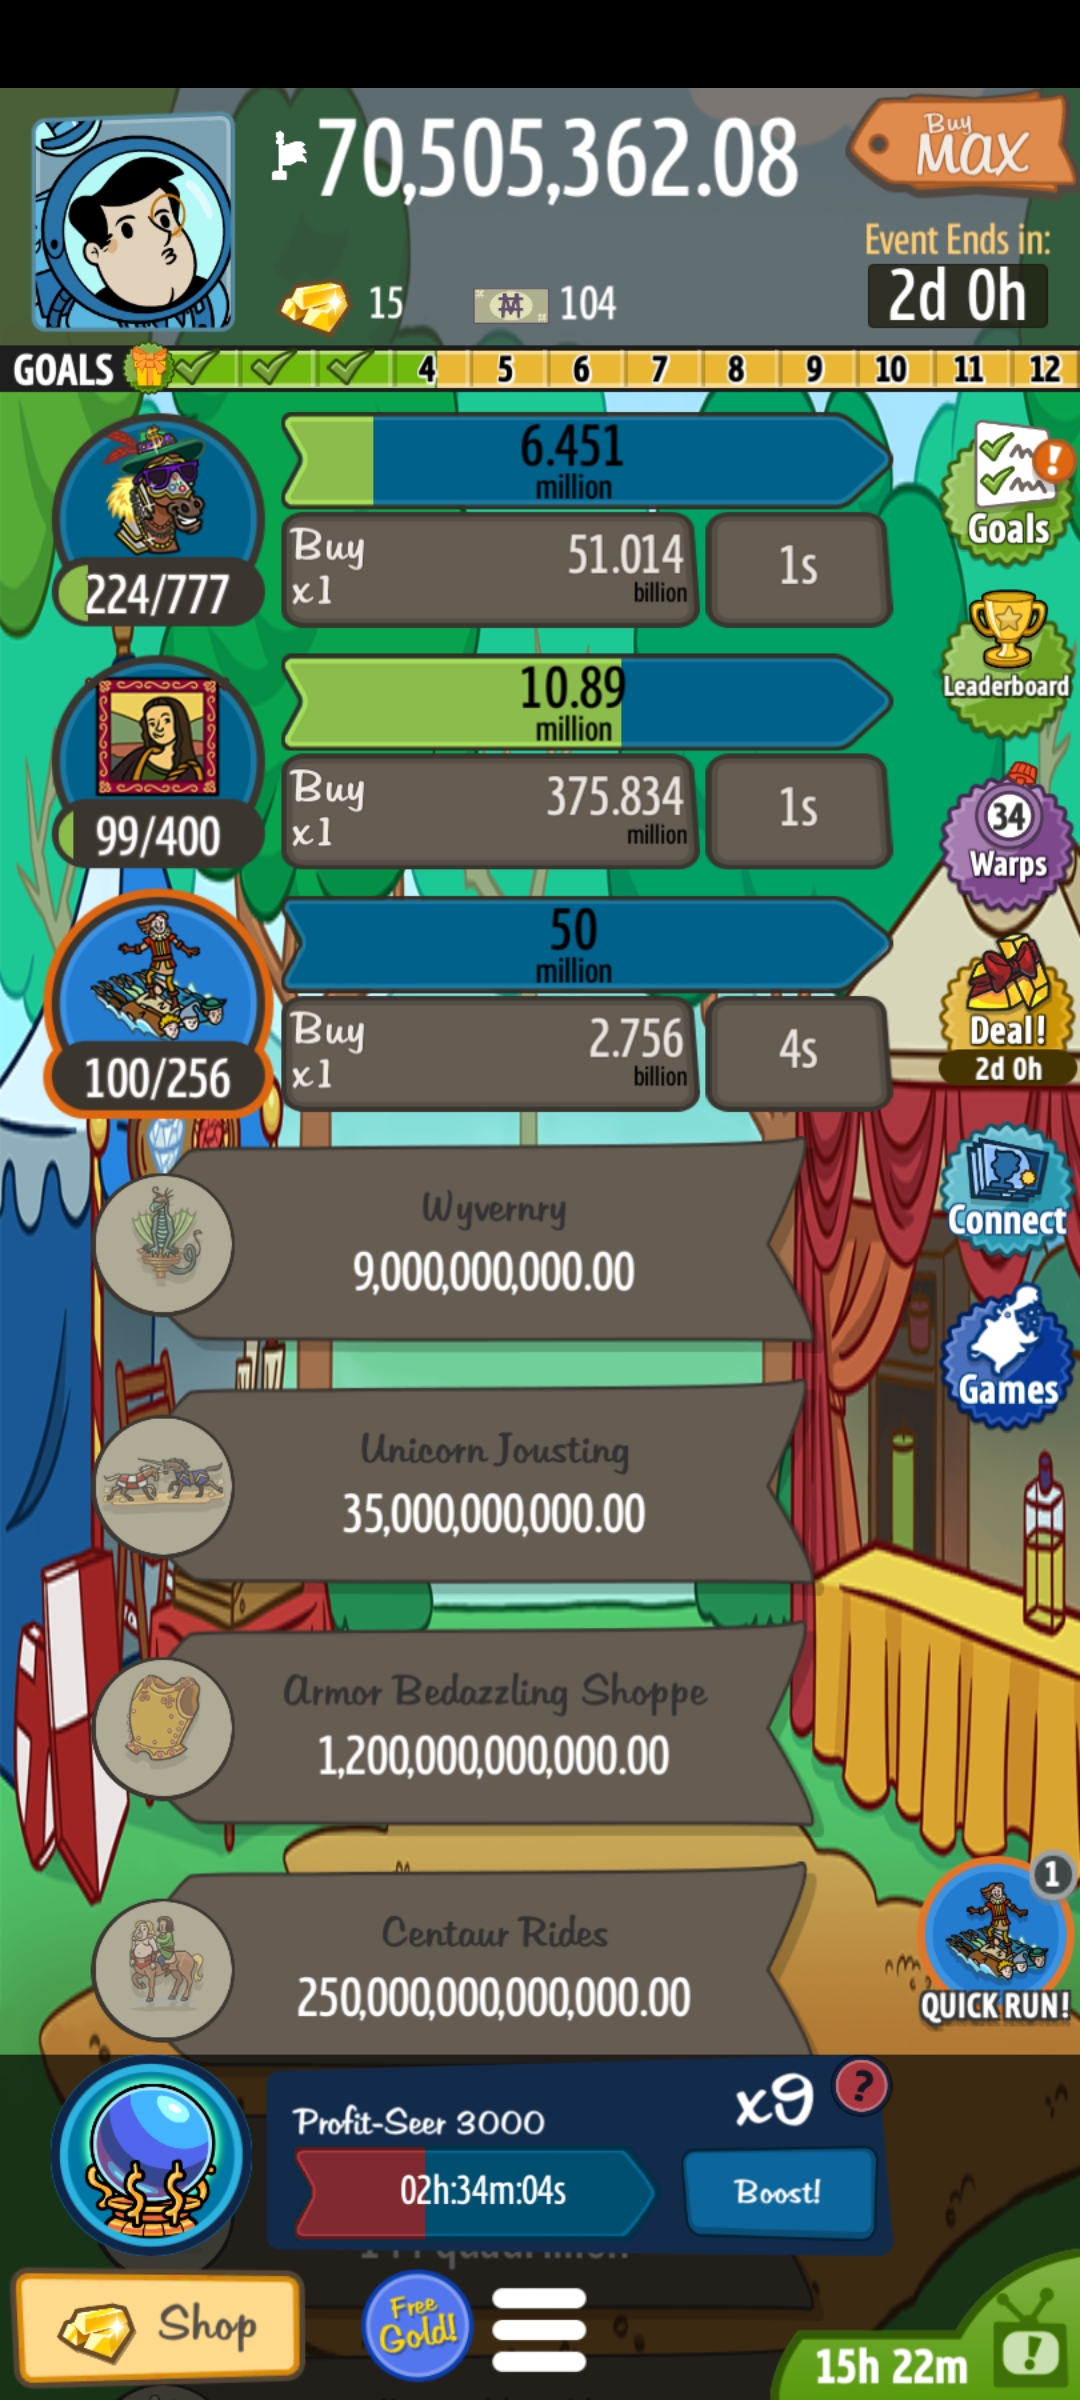 70,505,362.08
Buy
MAX
15
104
Event Ends in:
2d 0h
GOALS 4 5 6 7 8 9 10 11 12
6.451
million
Buy
x1
51.014
billion
1s
224/777
Goals
10.89
million
Buy
x1
375.834
million
1s
99/400
Leaderboard
34
Warps
50
million
Buy
x1
2.756
billion
4s
100/256
Deal!
2d 0h
Wyvernry
9,000,000,000.00
Connect
Unicorn Jousting
35,000,000,000.00
Games
Armor Bedazzling Shoppe
1,200,000,000,000.00
Centaur Rides
250,000,000,000,000.00
1
QUICK RUN!
Profit-Seer 3000
x9
?
02h:34m:04s
Boost!
Shop
Free
Gold!
15h 22m